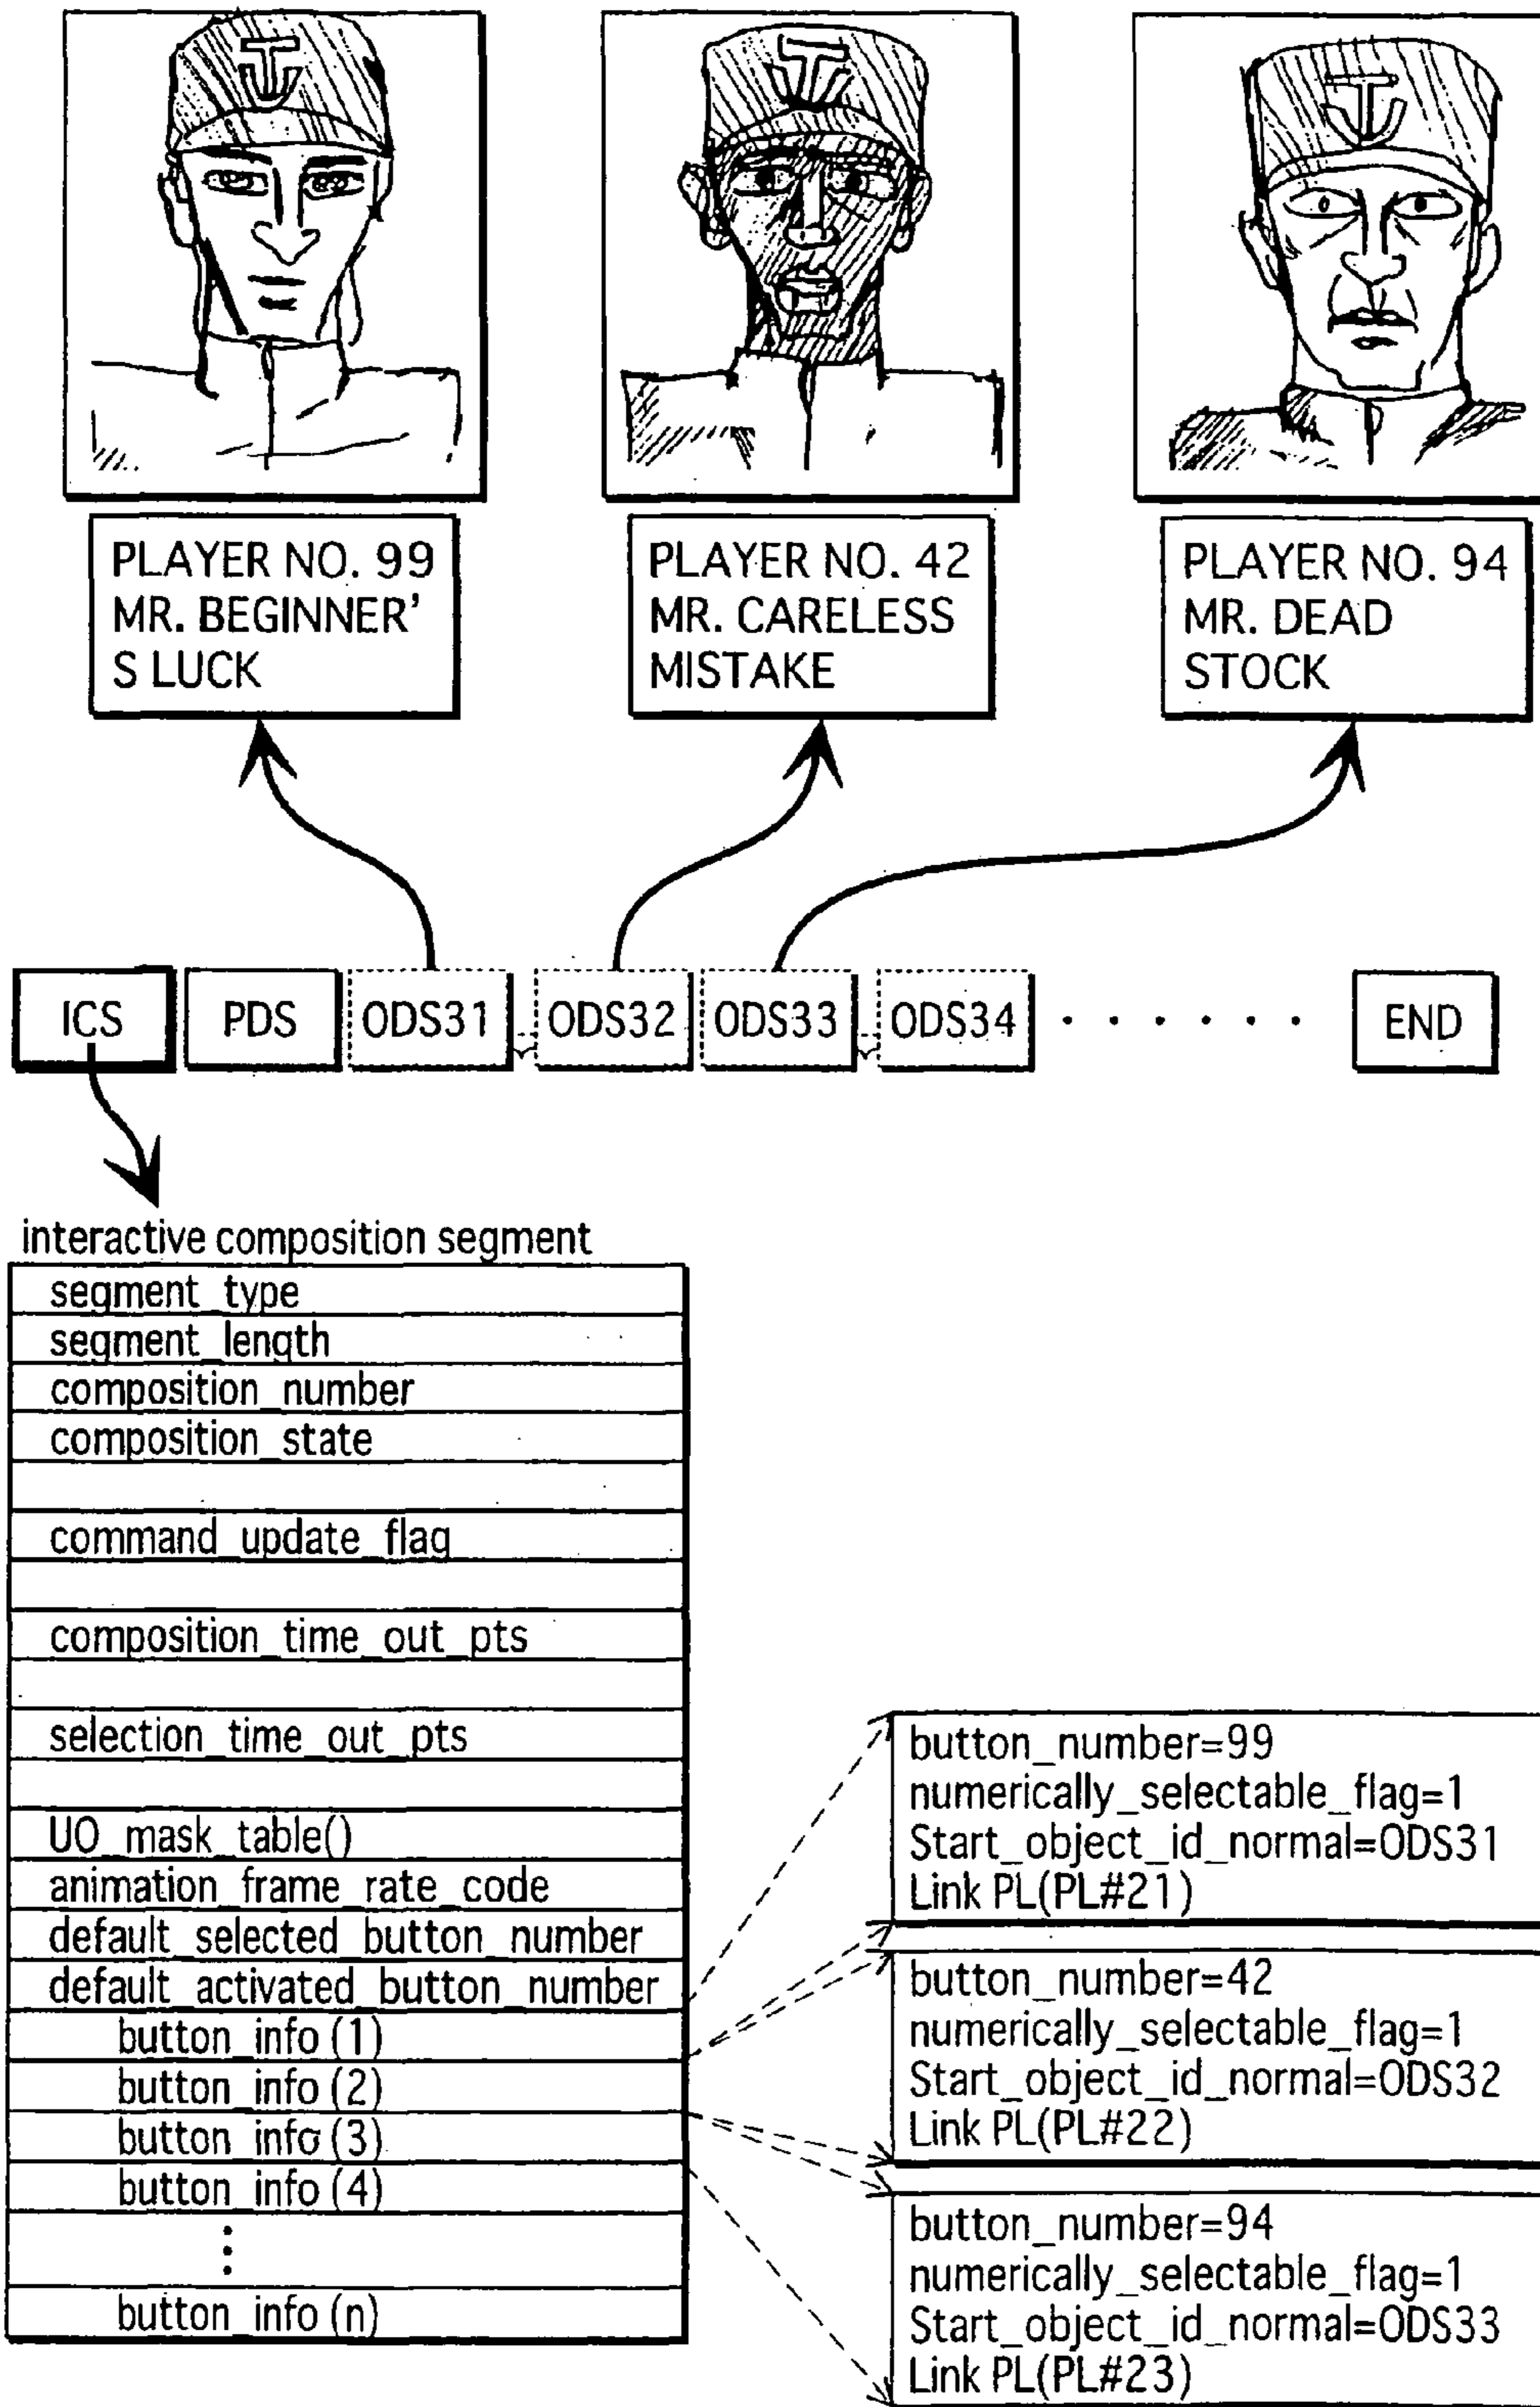 PLAYER NO. 99
MR. BEGINNER'
S LUCK
PLAYER NO. 42
MR. CARELESS
MISTAKE
PLAYER NO. 94
MR. DEAD
STOCK
ICS
PDS
ODS31
ODS32
ODS33
ODS34
END
interactive composition segment
segment_type
segment_length
composition_number
composition_state
command_update_flag
composition_time_out_pts
selection_time_out_pts
UO_mask_table()
animation_frame_rate_code
default_selected_button_number
default_activated_button_number
button_info (1)
button_info (2)
button_info (3)
button_info (4)
button_info (n)
button_number=99
numerically_selectable_flag=1
Start_object_id_normal=ODS31
Link PL(PL#21)
button_number=42
numerically_selectable_flag=1
Start_object_id_normal=ODS32
Link PL(PL#22)
button_number=94
numerically_selectable_flag=1
Start_object_id_normal=ODS33
Link PL(PL#23)